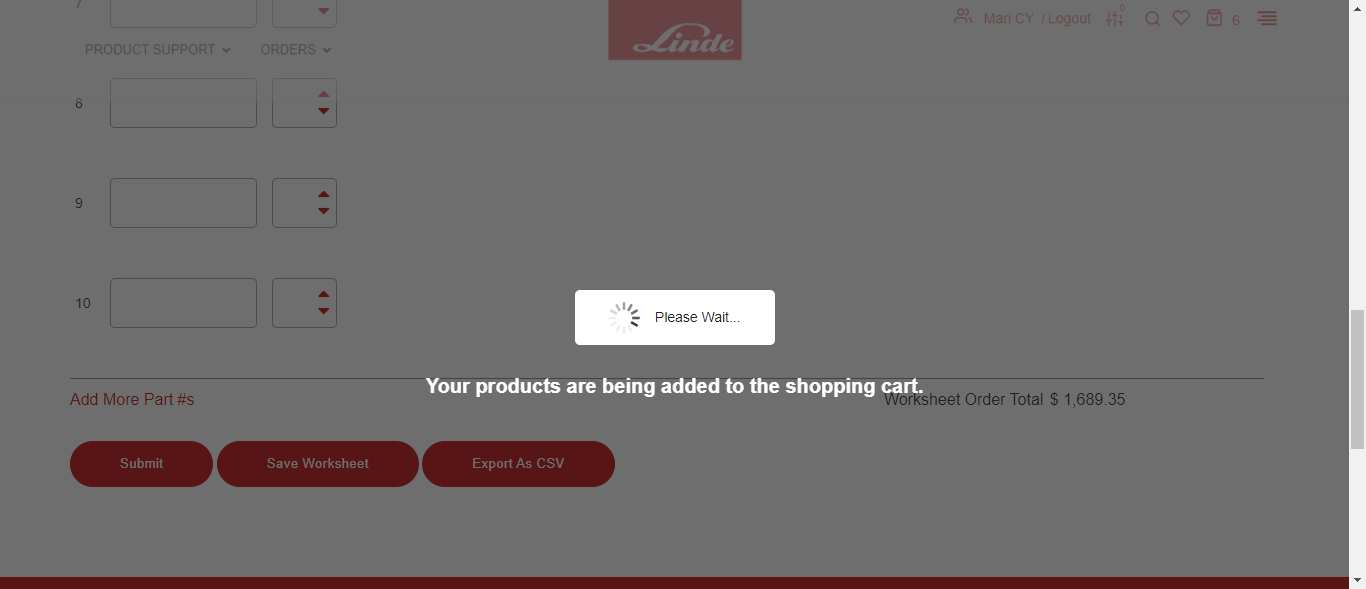 7
Linde
Mari CY / Logout
0
6
PRODUCT SUPPORT
ORDERS
8
9
10
Please Wait...
Your products are being added to the shopping cart.
Add More Part #s
Worksheet Order Total $ 1,689.35
Submit
Save Worksheet
Export As CSV